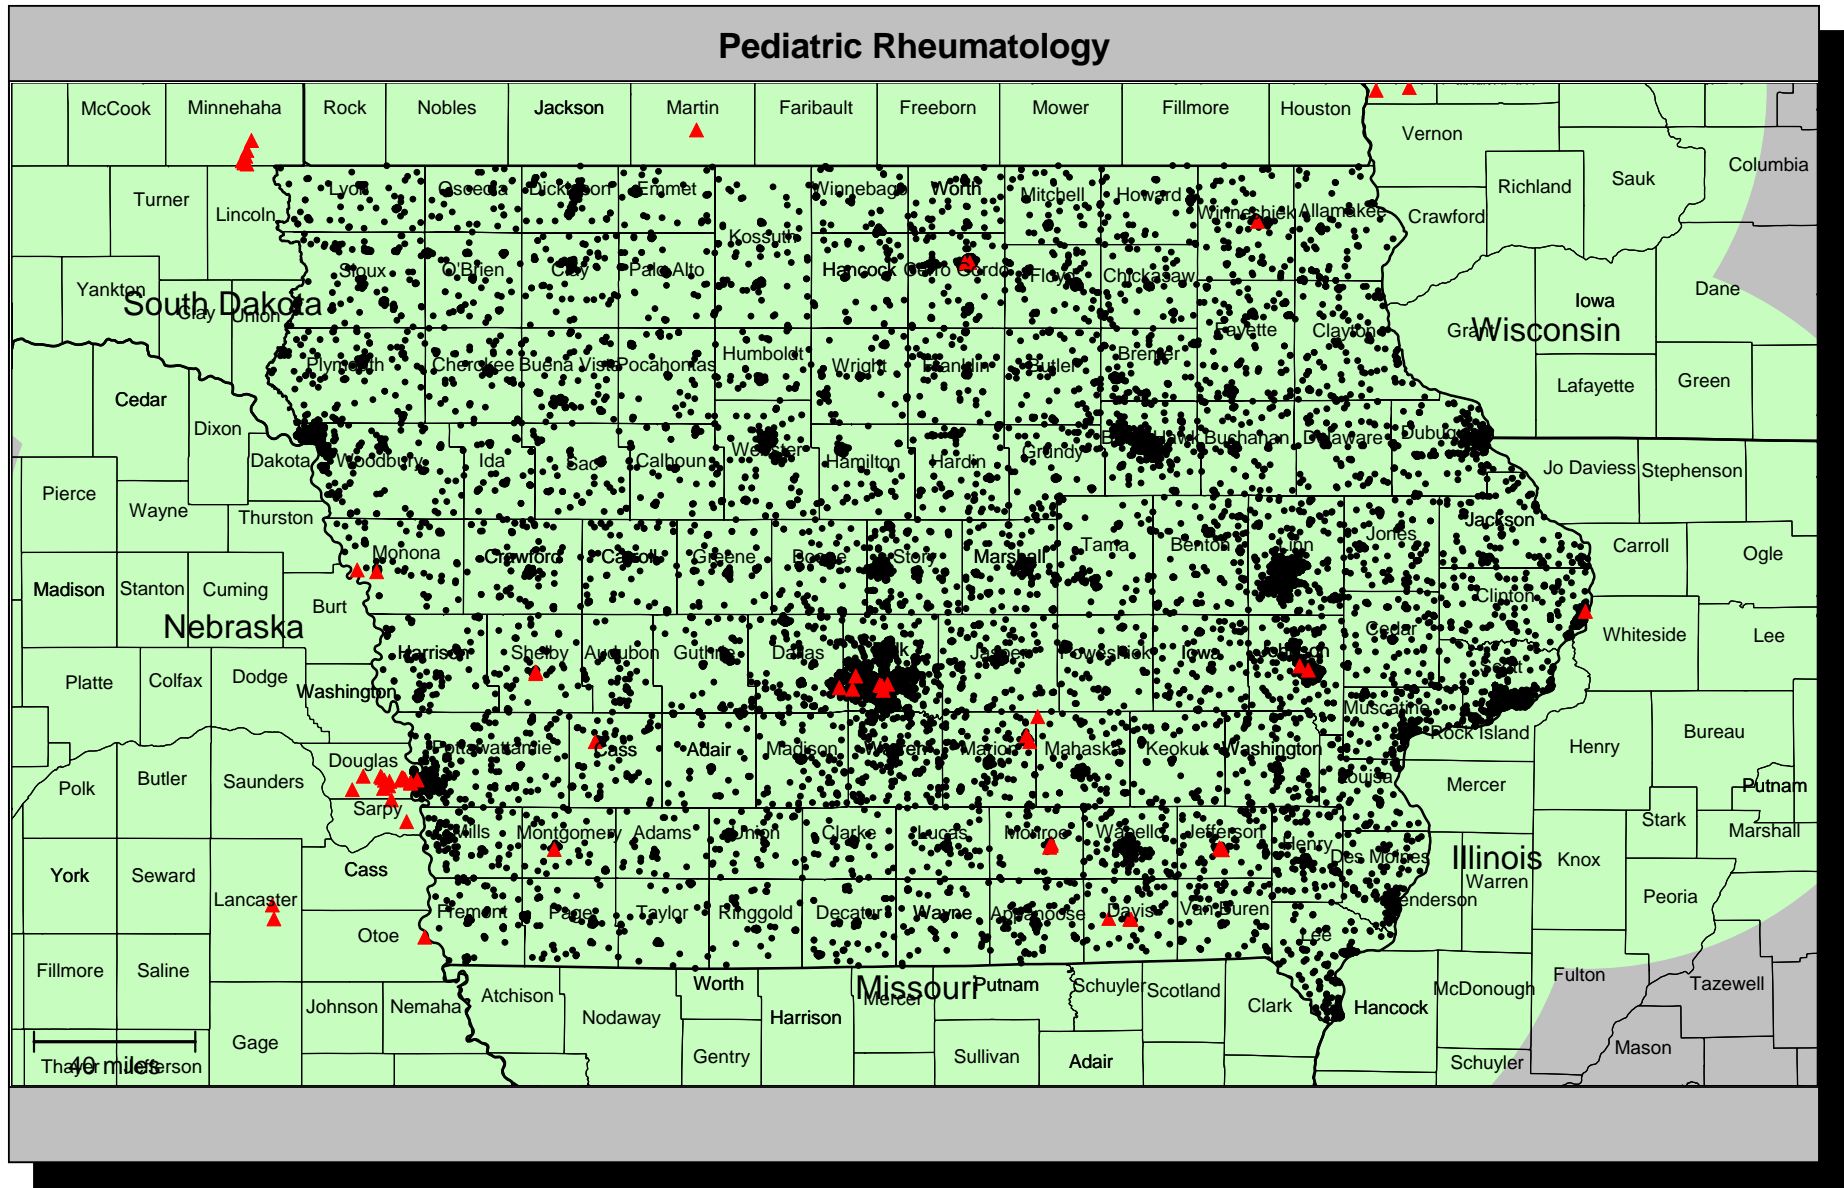 Pediatric Rheumatology
McCook Minnehaha Rock Nobles Jackson Martin Faribault Freeborn Mower Fillmore Houston
Vernon
Columbia
Richland Sauk
Lyon Osceola Dickinson Emmet Winnebago Worth Mitchell Howard
Turner Lincoln Winneshiek Allamakee Crawford
Kossuth
Sioux O'Brien Clay Palo Alto Hancock Cerro Gordo Floyd Chickasaw
Yankton Clay Union Iowa Dane
South Dakota
Fayette Clayton Grant Wisconsin
Plymouth Cherokee Buena Vista Pocahontas Humboldt Wright Franklin Butler Bremer
Cedar Lafayette Green
Dixon
Dakota Woodbury Ida Sac Calhoun Webster Hamilton Hardin Grundy Black Hawk Buchanan Delaware Dubuque
Jo Daviess Stephenson
Pierce Wayne Thurston
Monona Crawford Carroll Greene Boone Story Marshall Tama Benton Linn Jones Jackson
Carroll Ogle
Madison Stanton Cuming Burt Clinton
Nebraska Cedar Whiteside Lee
Harrison Shelby Audubon Guthrie Dallas Polk Jasper Poweshiek Iowa Johnson Scott
Platte Colfax Dodge Washington
Muscatine Rock Island
Pottawattamie Cass Adair Madison Warren Marion Mahaska Keokuk Washington
Henry Bureau
Douglas Louisa
Polk Butler Saunders Mercer Putnam
Sarpy Stark
Mills Montgomery Adams Union Clarke Lucas Monroe Wapello Jefferson Henry Marshall
Des Moines Illinois Knox
York Seward Cass Warren
Lancaster Henderson Peoria
Fremont Page Taylor Ringgold Decatur Wayne Appanoose Davis Van Buren
Otoe Lee
Fillmore Saline Fulton
Worth Missouri Putnam Schuyler Scotland McDonough Tazewell
Johnson Nemaha Atchison Mercer Clark Hancock
Nodaway Harrison
Gage Gentry Sullivan Adair Mason
Thayer 40 miles Jefferson Schuyler